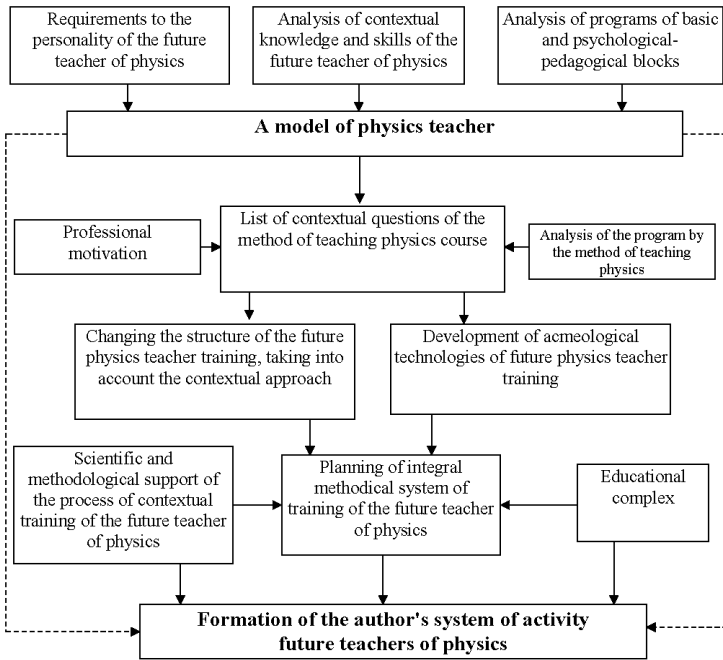 Requirements to the
personality of the future
teacher of physics
Analysis of contextual
knowledge and skills of the
future teacher of physics
Analysis of programs of basic
and psychological-
pedagogical blocks
A model of physics teacher
Professional
motivation
List of contextual questions of the
method of teaching physics course
Analysis of the program by
the method of teaching
physics
Changing the structure of the future
physics teacher training, taking into
account the contextual approach
Development of acmeological
technologies of future physics teacher
training
Scientific and
methodological support of
the process of contextual
training of the future teacher
of physics
Planning of integral
methodical system of
training of the future teacher
of physics
Educational
complex
Formation of the author's system of activity
future teachers of physics